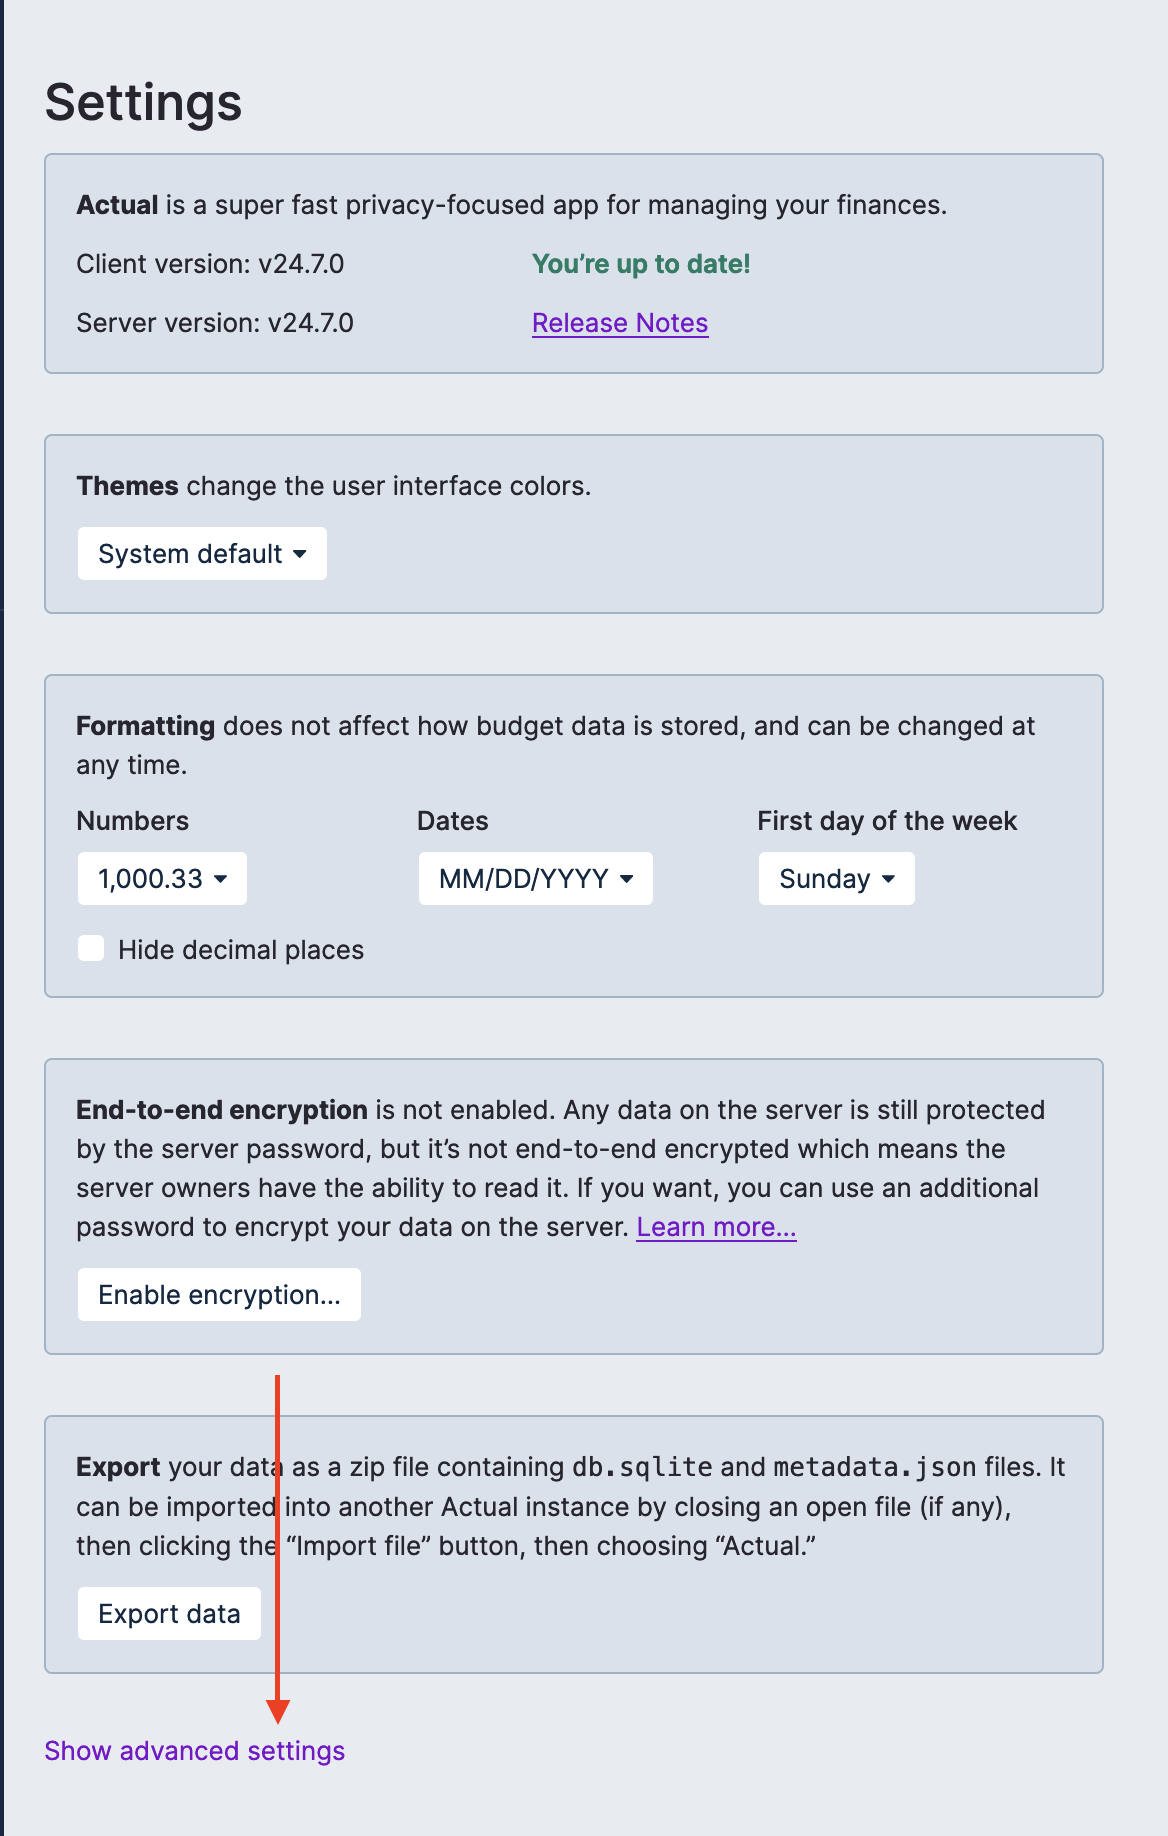 Settings
Actual is a super fast privacy-focused app for managing your finances.
Client version: v24.7.0
You’re up to date!
Server version: v24.7.0
Release Notes
Themes change the user interface colors.
System default
Formatting does not affect how budget data is stored, and can be changed at
any time.
Numbers
Dates
First day of the week
1,000.33
MM/DD/YYYY
Sunday
Hide decimal places
End-to-end encryption is not enabled. Any data on the server is still protected
by the server password, but it’s not end-to-end encrypted which means the
server owners have the ability to read it. If you want, you can use an additional
password to encrypt your data on the server. Learn more…
Enable encryption…
Export your data as a zip file containing db.sqlite and metadata.json files. It
can be imported into another Actual instance by closing an open file (if any),
then clicking the “Import file” button, then choosing “Actual.”
Export data
Show advanced settings